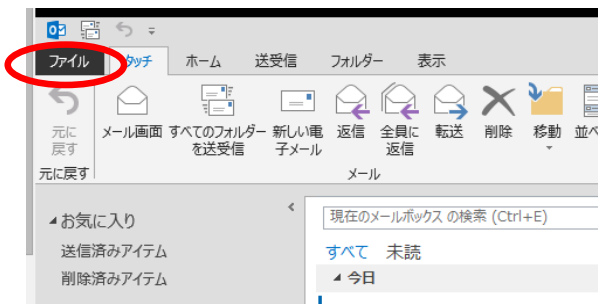 ファイル タッチ ホーム 送受信 フォルダー 表示
元に
戻す
メール画面
すべてのフォルダー
を送受信
新しい電
子メール
返信
全員に
返信
転送
削除
移動
並べ
元に戻す
メール
お気に入り
送信済みアイテム
削除済みアイテム
現在のメールボックス の検索 (Ctrl+E)
すべて 未読
今日